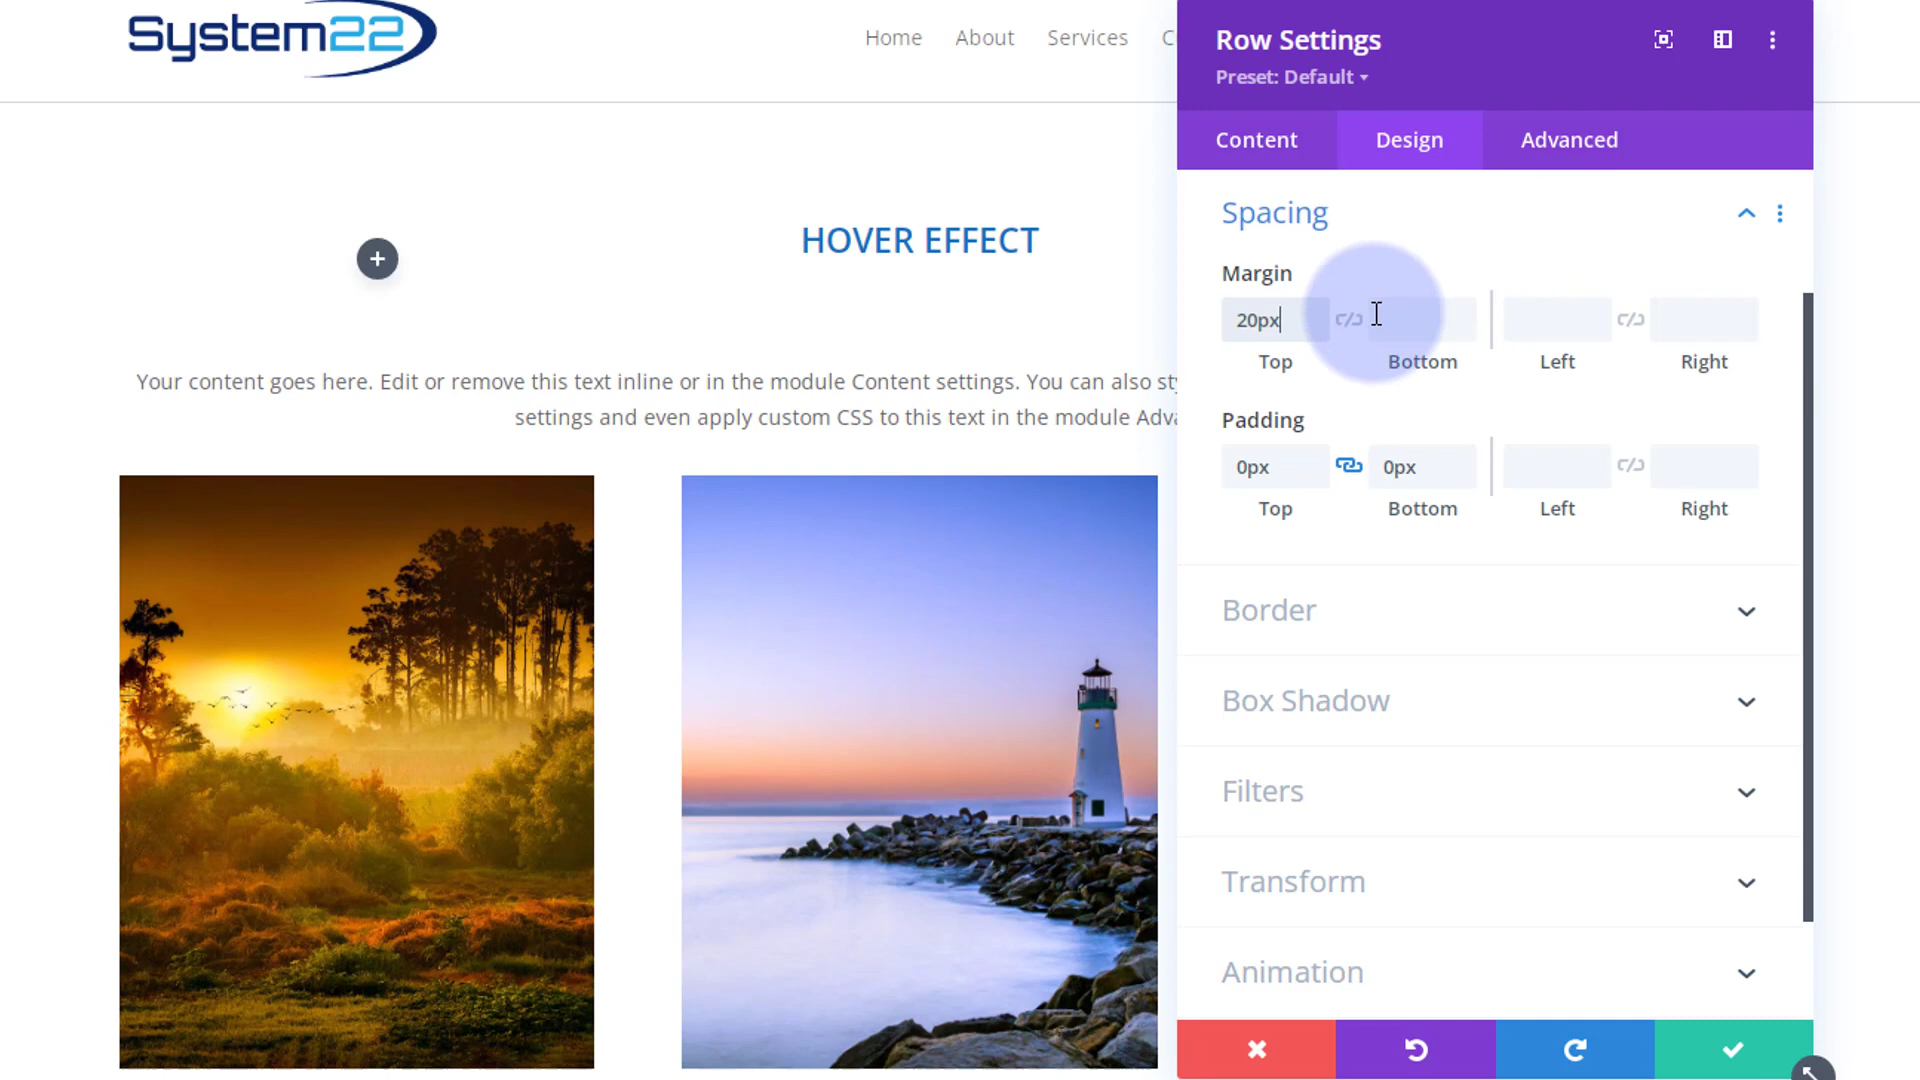 System22
Home About Services C
HOVER EFFECT
Your content goes here. Edit or remove this text inline or in the module Content settings. You can also sty
settings and even apply custom CSS to this text in the module Adva
Row Settings
Preset: Default
Content Design Advanced
Spacing
Margin
20px
Top Bottom Left Right
Padding
0px 0px
Top Bottom Left Right
Border
Box Shadow
Filters
Transform
Animation